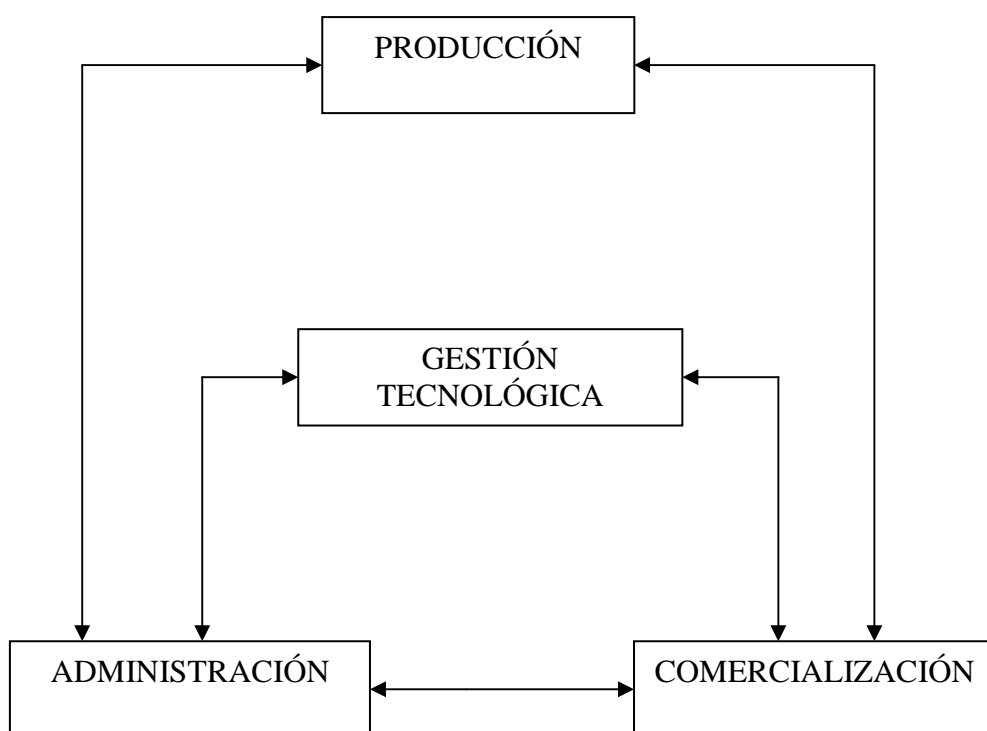 PRODUCCIÓN
GESTIÓN
TECNOLÓGICA
ADMINISTRACIÓN
COMERCIALIZACIÓN